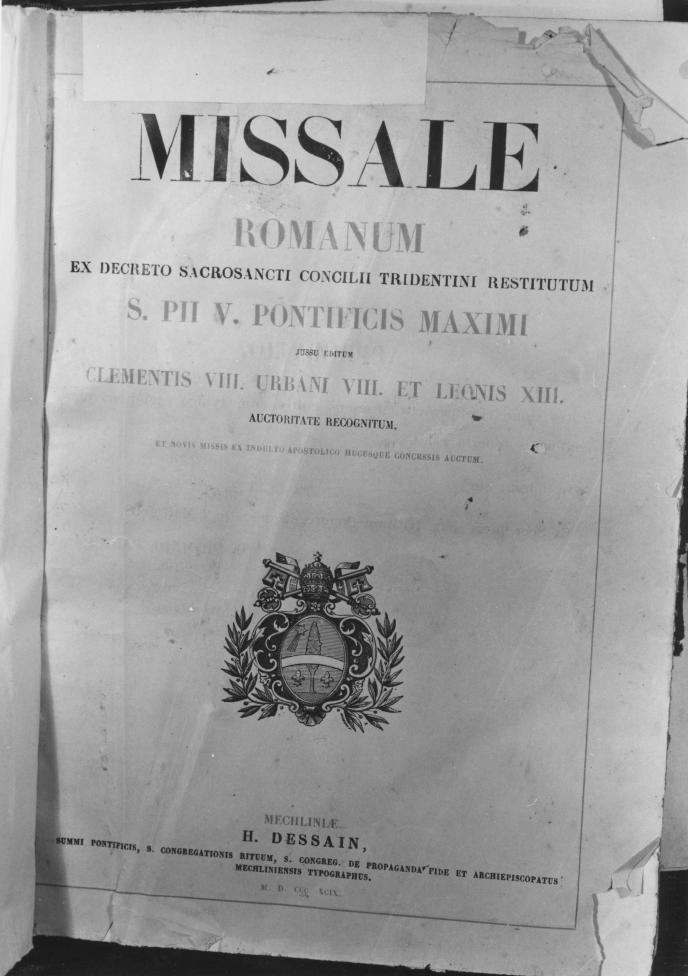 MISSALE
ROMANUM
EX DECRETO SACROSANCTI CONCILII TRIDENTINI RESTITUTUM
S. PII V. PONTIFICIS MAXIMI
JUSSU EDITUM
CLEMENTIS VIII. URBANI VIII. ET LEONIS XIII.
AUCTORITATE RECOGNITUM,
ET NOVIS MISSIS EX INDULTO APOSTOLICO HUCUSQUE CONCESSIS AUCTUM.
MECHLINIÆ
H. DESSAIN,
SUMMI PONTIFICIS, S. CONGREGATIONIS RITUUM, S. CONGREG. DE PROPAGANDA FIDE ET ARCHIEPISCOPATUS
MECHLINIENSIS TYPOGRAPHUS.
M. D. CCC. XCIX.